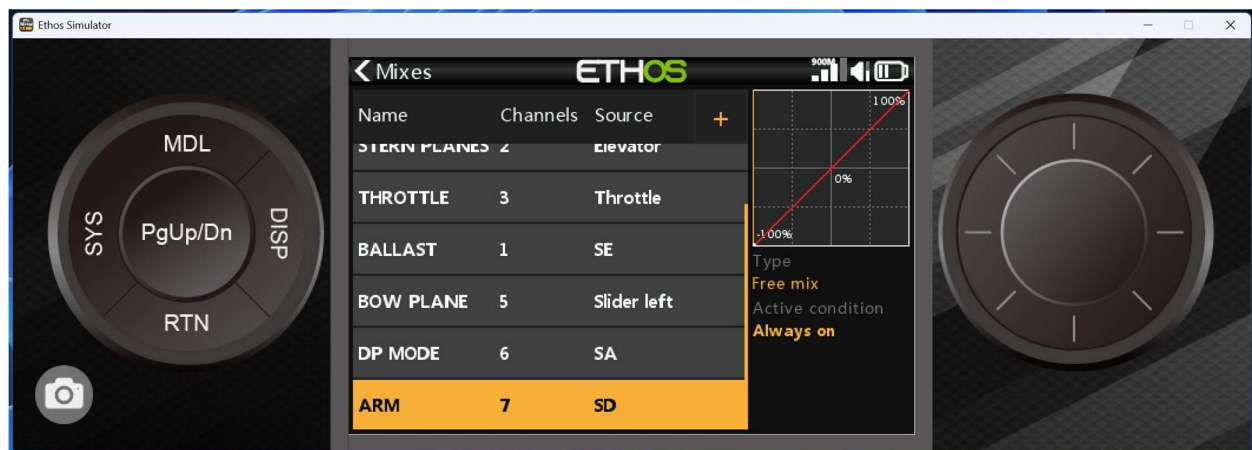 Ethos Simulator
Mixes
ETHOS
900M
Name Channels Source +
STERN PLANES 2 Elevator
THROTTLE 3 Throttle
BALLAST 1 SE
BOW PLANE 5 Slider left
DP MODE 6 SA
ARM 7 SD
100%
0%
-100%
Type
Free mix
Active condition
Always on
MDL
SYS
PgUp/Dn
DISP
RTN